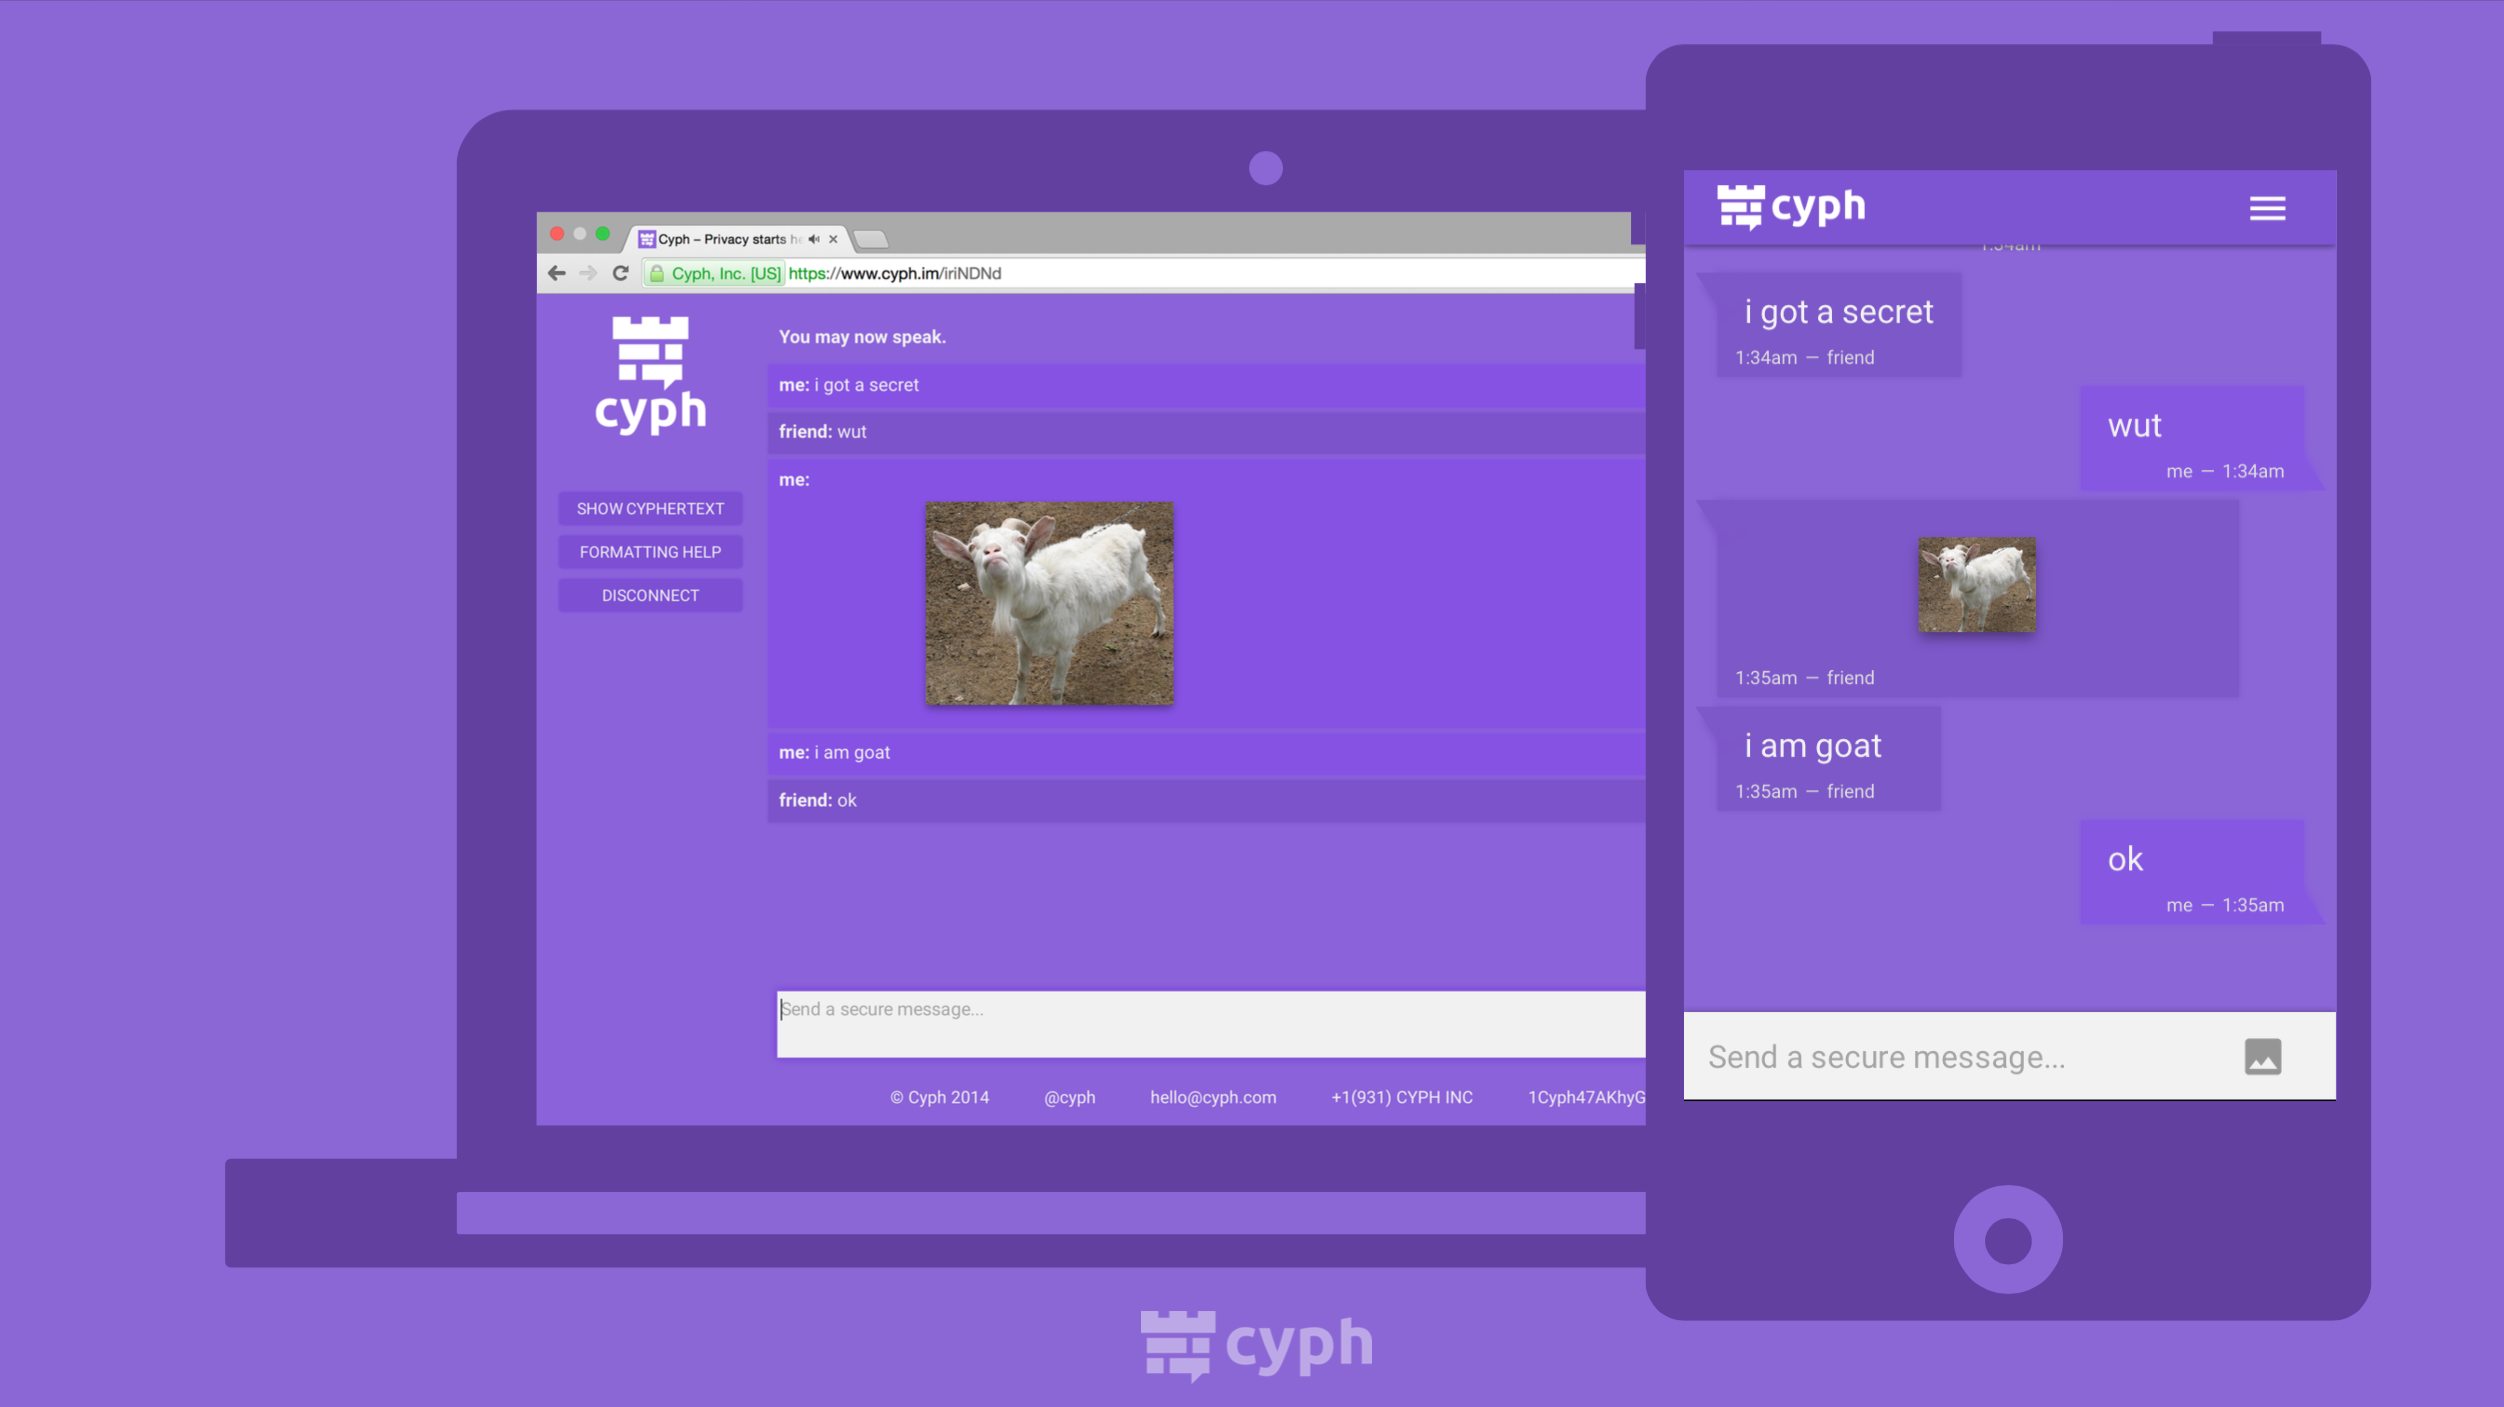 Cyph – Privacy starts
Cyph, Inc. [US] https://www.cyph.im/iriNDNd
cyph
SHOW CYPHERTEXT
FORMATTING HELP
DISCONNECT
You may now speak.
me: i got a secret
friend: wut
me:
me: i am goat
friend: ok
Send a secure message...
© Cyph 2014 @cyph hello@cyph.com +1(931) CYPH INC 1Cyph47AKhyG
cyph
1:34am
i got a secret
1:34am — friend
wut
me — 1:34am
1:35am — friend
i am goat
1:35am — friend
ok
me — 1:35am
Send a secure message...
cyph